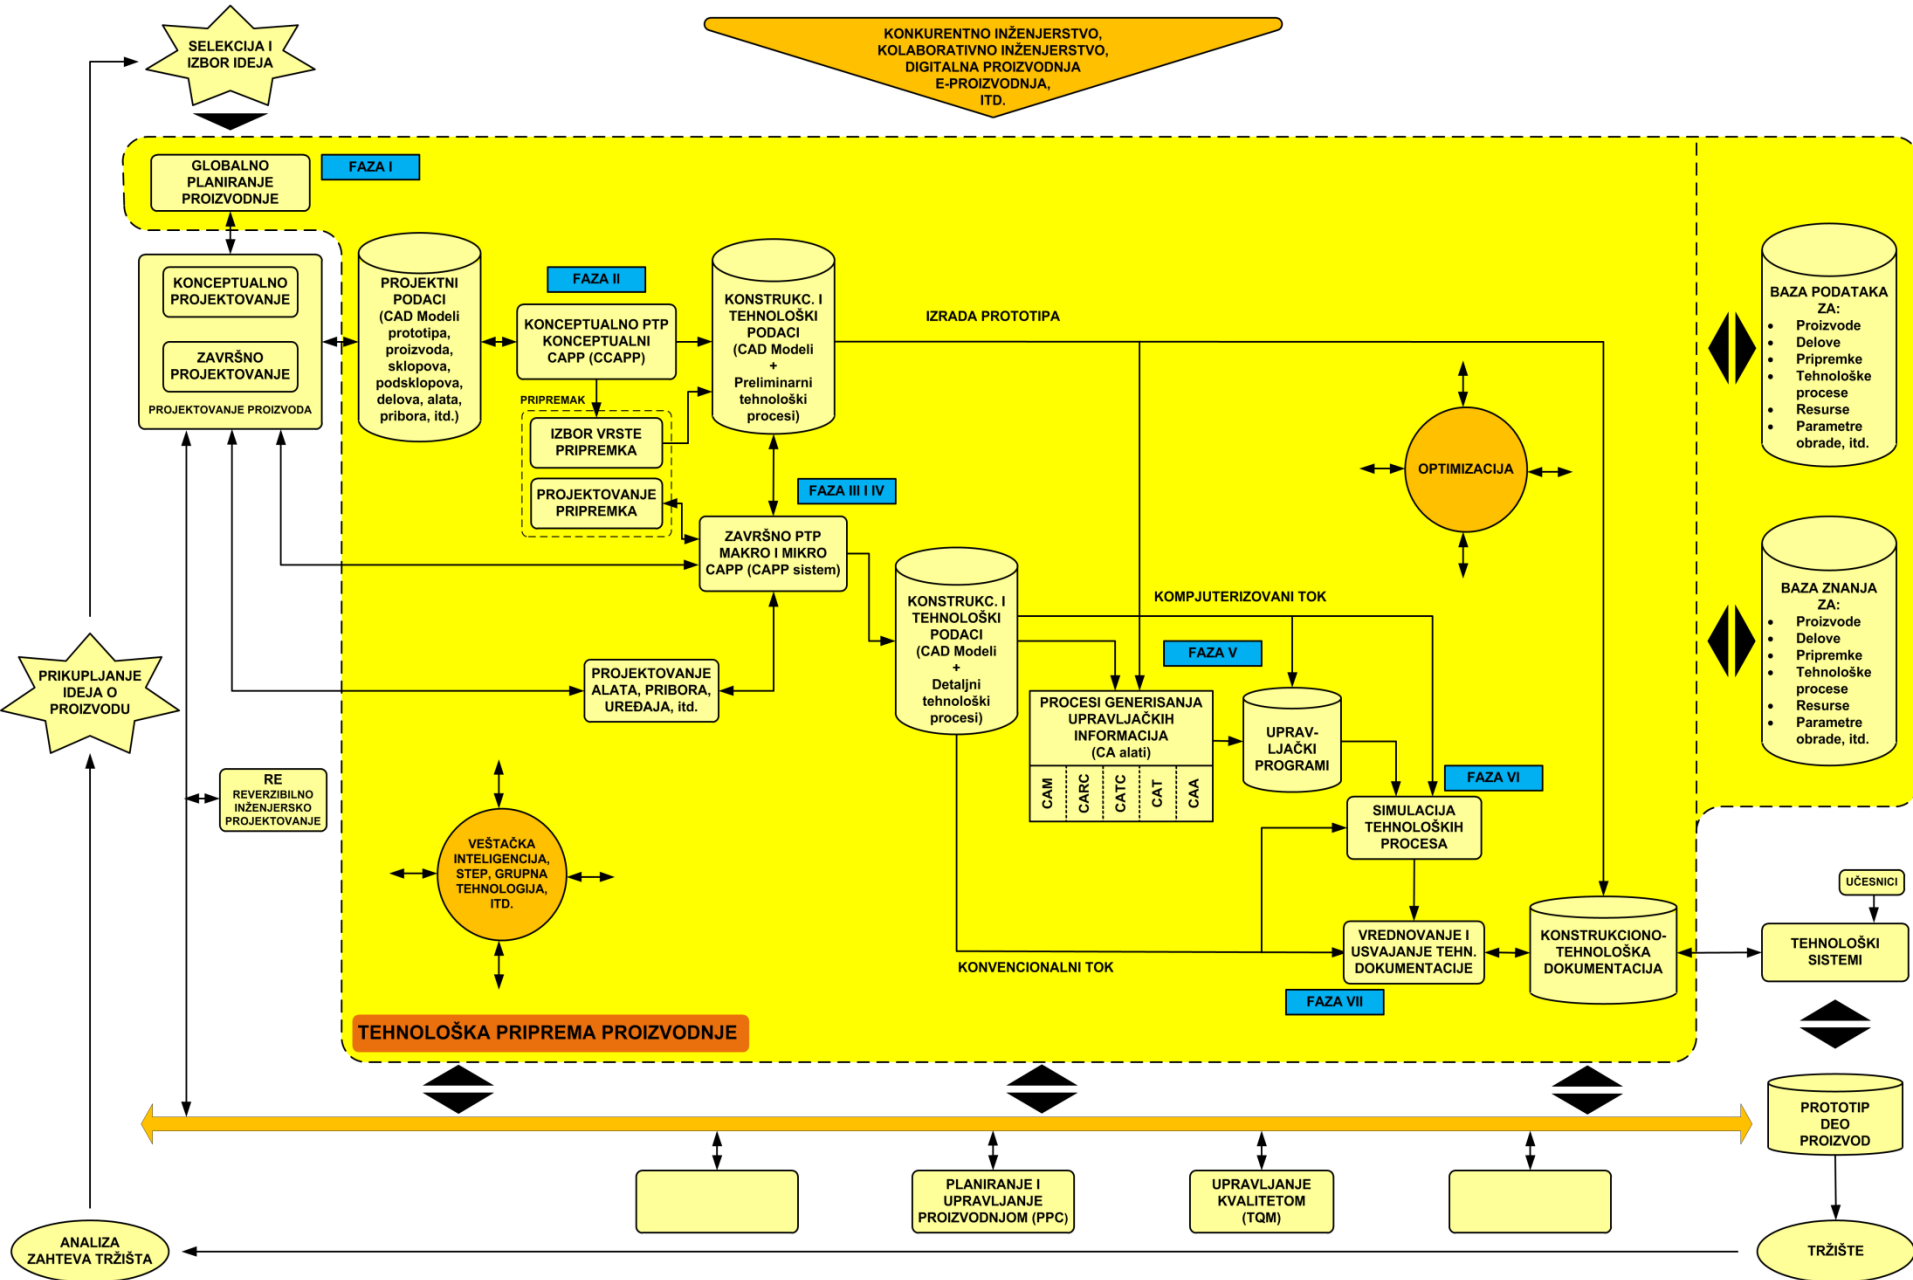 SELEKCIJA I
IZBOR IDEJA
KONKURENTNO INŽENJERSTVO,
KOLABORATIVNO INŽENJERSTVO,
DIGITALNA PROIZVODNJA
E-PROIZVODNJA,
ITD.
GLOBALNO
PLANIRANJE
PROIZVODNJE
FAZA I
KONCEPTUALNO
PROJEKTOVANJE
ZAVRŠNO
PROJEKTOVANJE
PROJEKTOVANJE PROIZVODA
PROJEKTNI
PODACI
(CAD Modeli
prototipa,
proizvoda,
sklopova,
podsklopova,
delova, alata,
pribora, itd.)
FAZA II
KONCEPTUALNO PTP
KONCEPTUALNI
CAPP (CCAPP)
PRIPREMAK
IZBOR VRSTE
PRIPREMKA
PROJEKTOVANJE
PRIPREMKA
KONSTRUKC. I
TEHNOLOŠKI
PODACI
(CAD Modeli
+
Preliminarni
tehnološki
procesi)
IZRADA PROTOTIPA
FAZA III I IV
ZAVRŠNO PTP
MAKRO I MIKRO
CAPP (CAPP sistem)
OPTIMIZACIJA
BAZA PODATAKA
ZA:
• Proizvode
• Delove
• Pripremke
• Tehnološke
procese
• Resurse
• Parametre
obrade, itd.
BAZA ZNANJA
ZA:
• Proizvode
• Delove
• Pripremke
• Tehnološke
procese
• Resurse
• Parametre
obrade, itd.
KONSTRUKC. I
TEHNOLOŠKI
PODACI
(CAD Modeli
+
Detaljni
tehnološki
procesi)
KOMPJUTERIZOVANI TOK
FAZA V
PROCESI GENERISANJA
UPRAVLJAČKIH
INFORMACIJA
(CA alati)
CAM
CARC
CATC
CAT
CAA
UPRAV-
LJAČKI
PROGRAMI
FAZA VI
SIMULACIJA
TEHNOLOŠKIH
PROCESA
PRIKUPLJANJE
IDEJA O
PROIZVODU
PROJEKTOVANJE
ALATA, PRIBORA,
UREĐAJA, itd.
RE
REVERZIBILNO
INŽENJERSKO
PROJEKTOVANJE
VEŠTAČKA
INTELIGENCIJA,
STEP, GRUPNA
TEHNOLOGIJA,
ITD.
KONVENCIONALNI TOK
VREDNOVANJE I
USVAJANJE TEHN.
DOKUMENTACIJE
FAZA VII
KONSTRUKCIONO-
TEHNOLOŠKA
DOKUMENTACIJA
UČESNICI
TEHNOLOŠKI
SISTEMI
TEHNOLOŠKA PRIPREMA PROIZVODNJE
PROTOTIP
DEO
PROIZVOD
PLANIRANJE I
UPRAVLJANJE
PROIZVODNJOM (PPC)
UPRAVLJANJE
KVALITETOM
(TQM)
ANALIZA
ZAHTEVA TRŽIŠTA
TRŽIŠTE